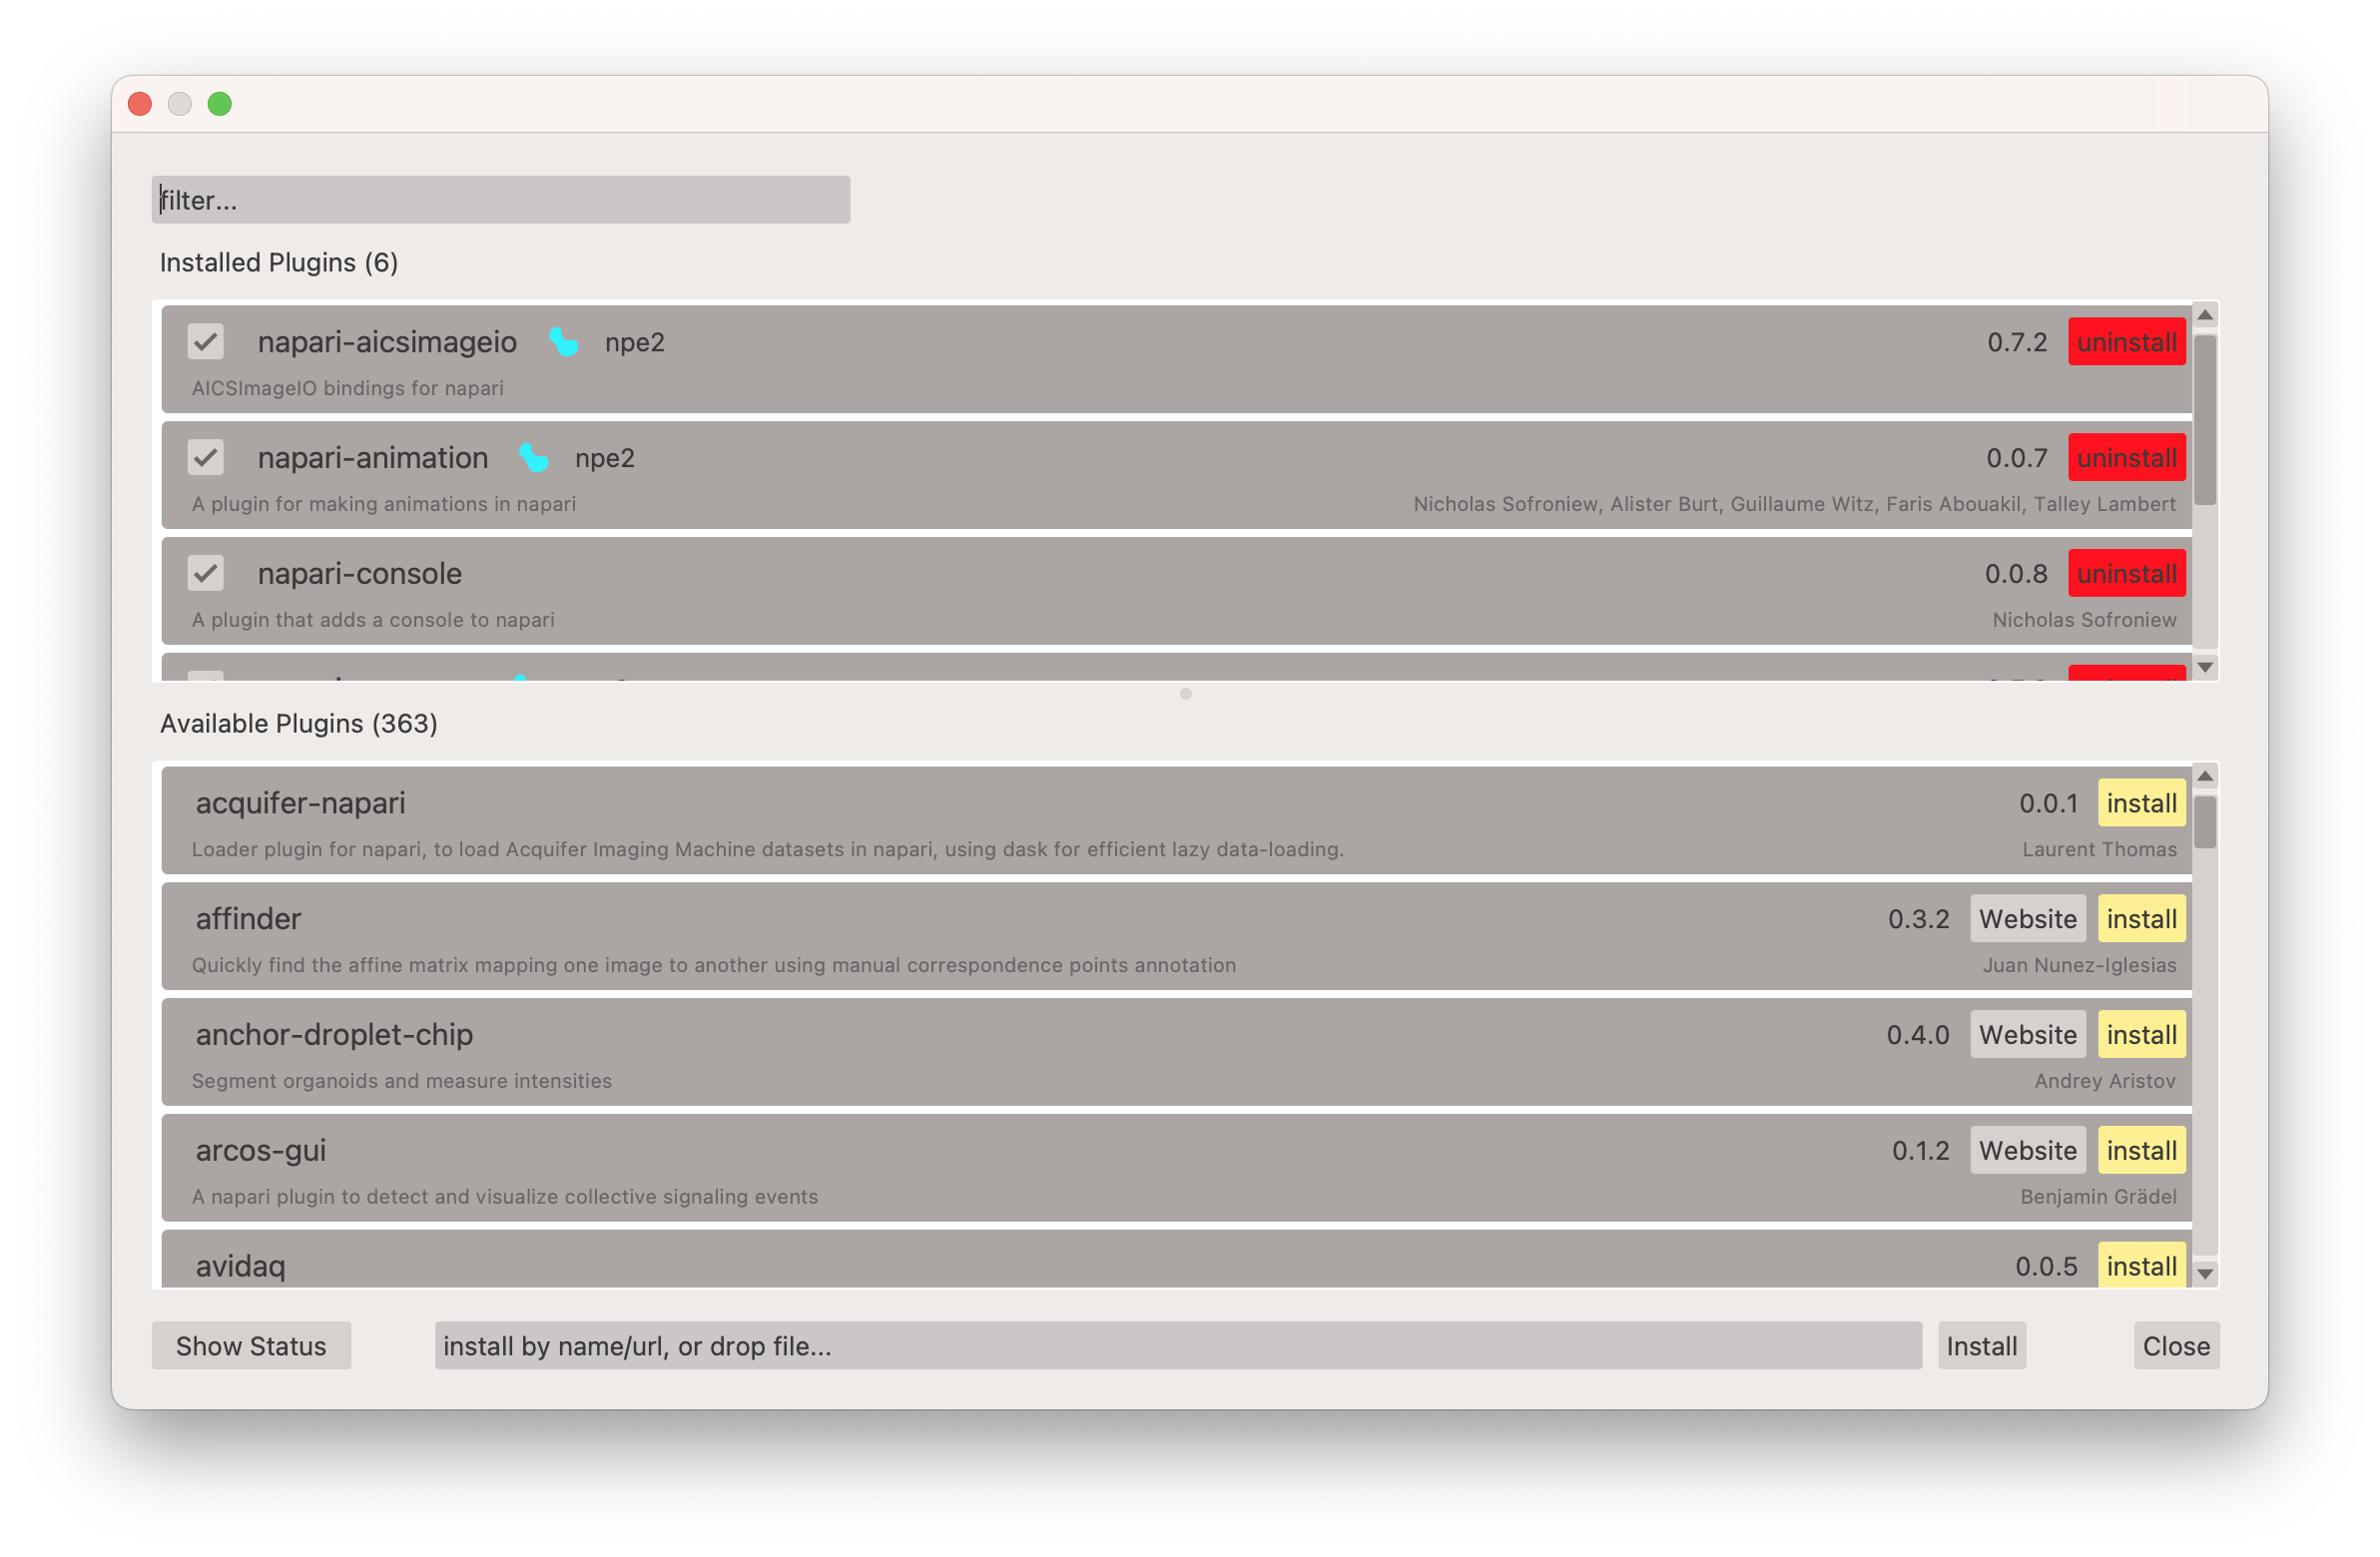 filter...
Installed Plugins (6)
napari-aicsimageio npe2 0.7.2 uninstall
AICSImageIO bindings for napari
napari-animation npe2 0.0.7 uninstall
A plugin for making animations in napari Nicholas Sofroniew, Alister Burt, Guillaume Witz, Faris Abouakil, Talley Lambert
napari-console 0.0.8 uninstall
A plugin that adds a console to napari Nicholas Sofroniew
Available Plugins (363)
acquifer-napari 0.0.1 install
Loader plugin for napari, to load Acquifer Imaging Machine datasets in napari, using dask for efficient lazy data-loading. Laurent Thomas
affinder 0.3.2 Website install
Quickly find the affine matrix mapping one image to another using manual correspondence points annotation Juan Nunez-Iglesias
anchor-droplet-chip 0.4.0 Website install
Segment organoids and measure intensities Andrey Aristov
arcos-gui 0.1.2 Website install
A napari plugin to detect and visualize collective signaling events Benjamin Grädel
avidaq 0.0.5 install
Show Status install by name/url, or drop file... Install Close